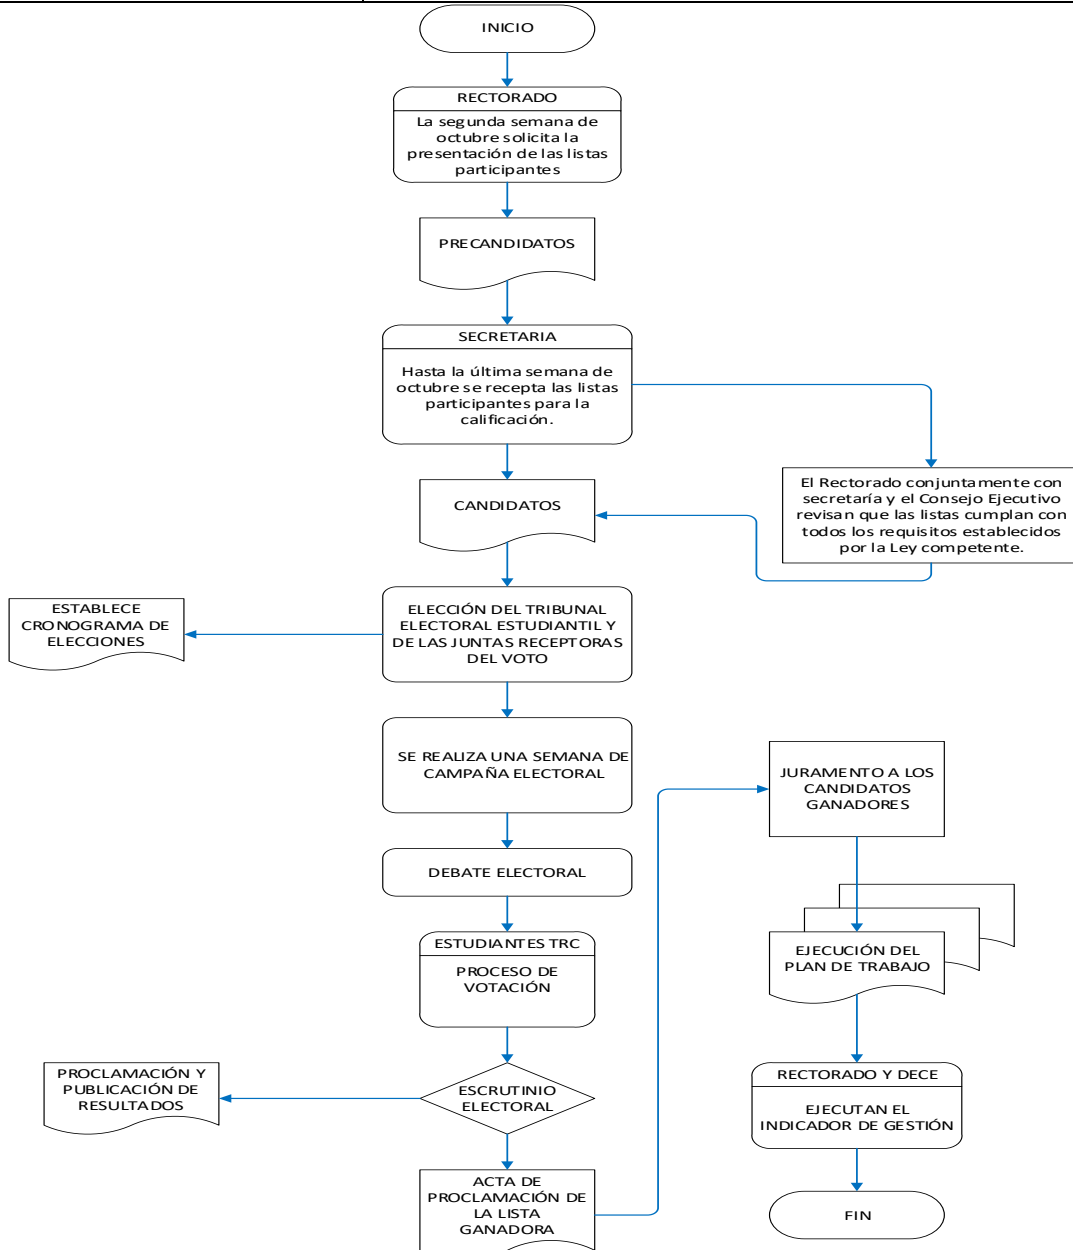 INICIO
RECTORADO
La segunda semana de
octubre solicita la
presentación de las listas
participantes
PRECANDIDATOS
SECRETARIA
Hasta la última semana de
octubre se recepta las listas
participantes para la
calificación.
El Rectorado conjuntamente con
secretaría y el Consejo Ejecutivo
revisan que las listas cumplan con
todos los requisitos establecidos
por la Ley competente.
CANDIDATOS
ELECCIÓN DEL TRIBUNAL
ELECTORAL ESTUDIANTIL Y
DE LAS JUNTAS RECEPTORAS
DEL VOTO
ESTABLECE
CRONOGRAMA DE
ELECCIONES
SE REALIZA UNA SEMANA DE
CAMPAÑA ELECTORAL
DEBATE ELECTORAL
ESTUDIANTES TRC
PROCESO DE
VOTACIÓN
ESCRUTINIO
ELECTORAL
PROCLAMACIÓN Y
PUBLICACIÓN DE
RESULTADOS
ACTA DE
PROCLAMACIÓN DE
LA LISTA
GANADORA
JURAMENTO A LOS
CANDIDATOS
GANADORES
EJECUCIÓN DEL
PLAN DE TRABAJO
RECTORADO Y DECE
EJECUTAN EL
INDICADOR DE GESTIÓN
FIN